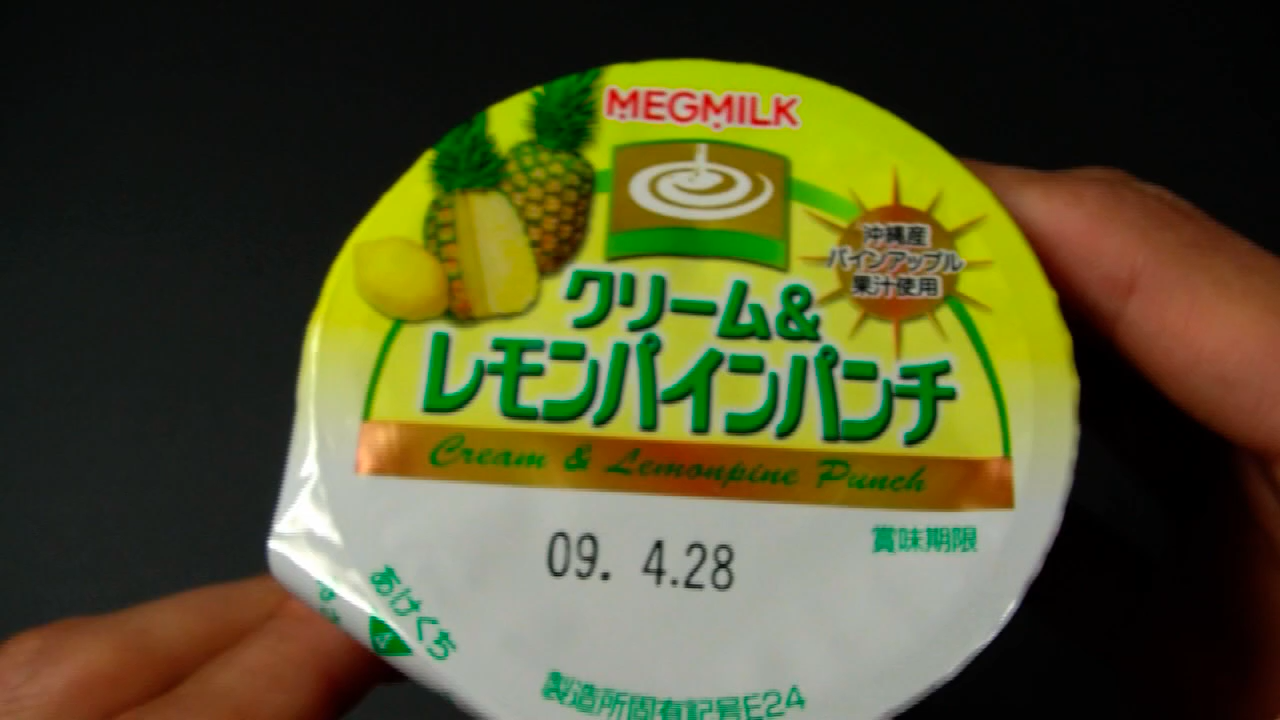 MEGMILK
沖縄産
パインアップル
果汁使用
クリーム&
レモンパインパンチ
Cream & Lemonpine Punch
賞味期限
09. 4.28
あけくち
製造所固有記号E24